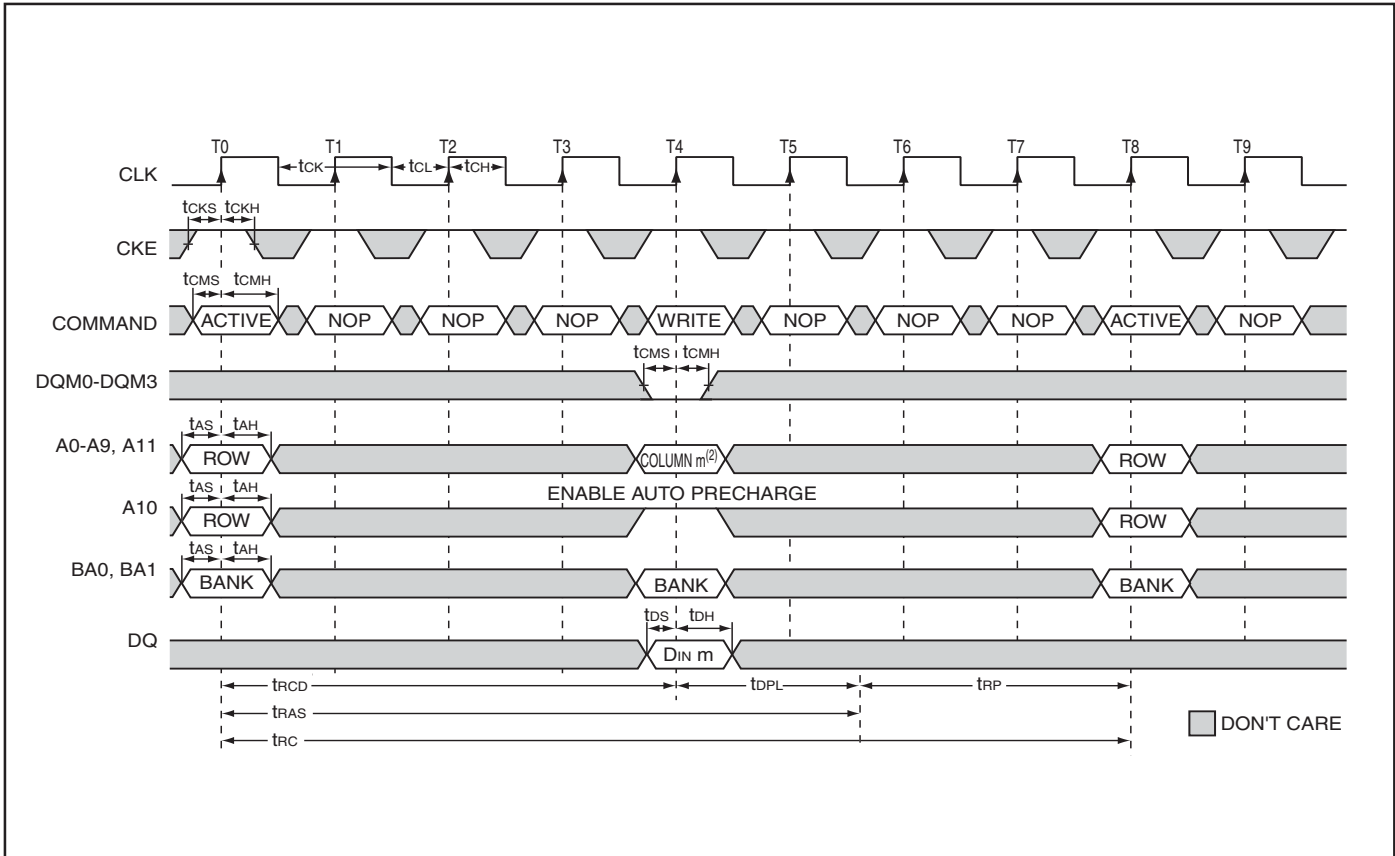 T0 T1 T2 T3 T4 T5 T6 T7 T8 T9
CLK tCK tCL tCH
tCKS tCKH
CKE
tCMS tCMH
COMMAND ACTIVE NOP NOP NOP WRITE NOP NOP NOP ACTIVE NOP
tCMS tCMH
DQM0-DQM3
tAS tAH
A0-A9, A11 ROW COLUMN m(2) ROW
tAS tAH ENABLE AUTO PRECHARGE
A10 ROW ROW
tAS tAH
BA0, BA1 BANK BANK BANK
tDS tDH
DQ DIN m
tRCD tDPL tRP
tRAS
DON'T CARE
tRC